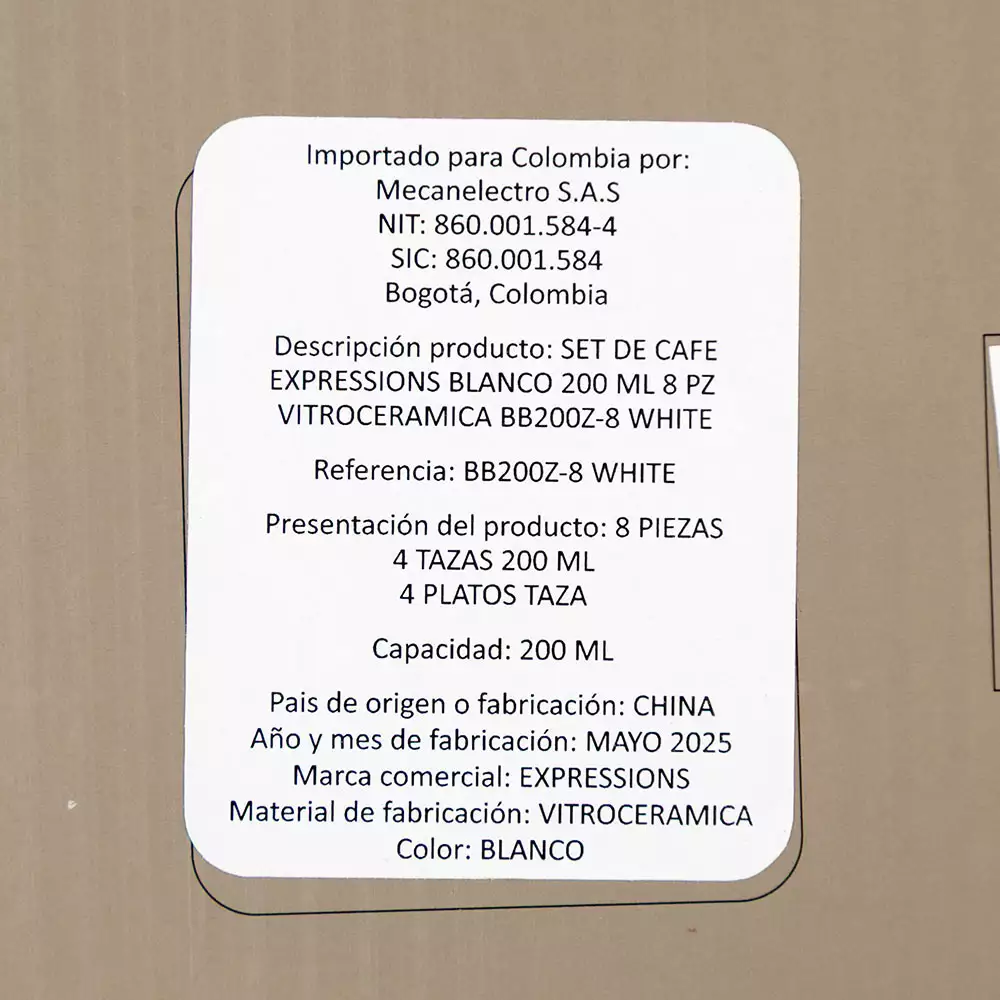 Importado para Colombia por:
Mecanelectro S.A.S
NIT: 860.001.584-4
SIC: 860.001.584
Bogotá, Colombia
Descripción producto: SET DE CAFE
EXPRESSIONS BLANCO 200 ML 8 PZ
VITROCERAMICA BB200Z-8 WHITE
Referencia: BB200Z-8 WHITE
Presentación del producto: 8 PIEZAS
4 TAZAS 200 ML
4 PLATOS TAZA
Capacidad: 200 ML
Pais de origen o fabricación: CHINA
Año y mes de fabricación: MAYO 2025
Marca comercial: EXPRESSIONS
Material de fabricación: VITROCERAMICA
Color: BLANCO